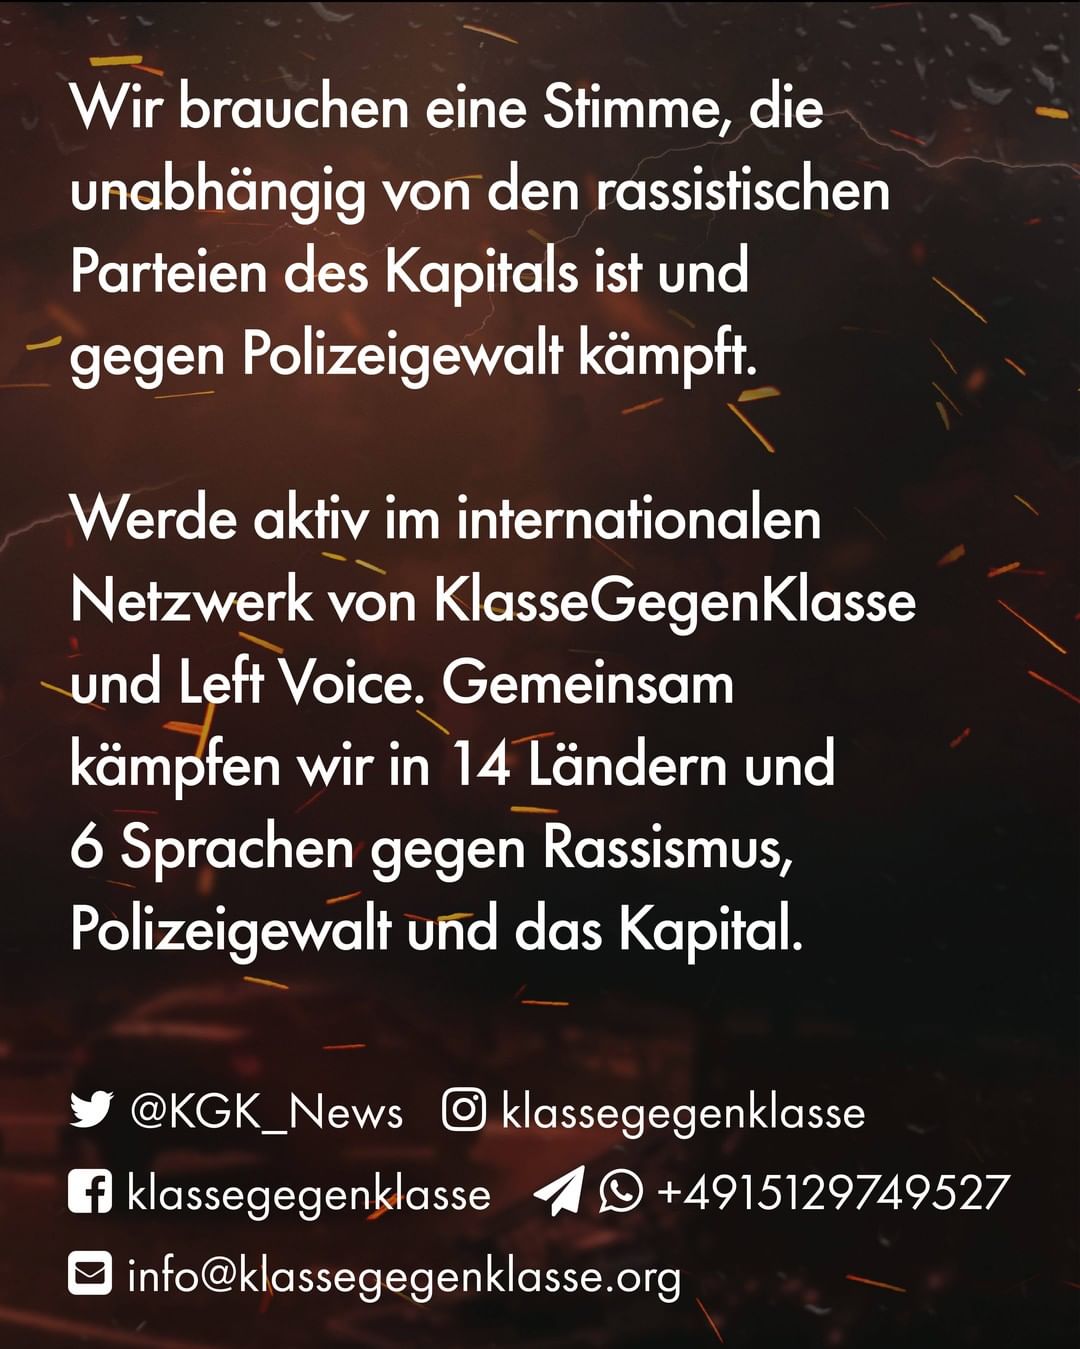 Wir brauchen eine Stimme, die
unabhängig von den rassistischen
Parteien des Kapitals ist und
gegen Polizeigewalt kämpft.
Werde aktiv im internationalen
Netzwerk von KlasseGegenKlasse
und Left Voice. Gemeinsam
kämpfen wir in 14 Ländern und
6 Sprachen gegen Rassismus,
Polizeigewalt und das Kapital.
@KGK_News klassegegenklasse
klassegegenklasse +4915129749527
info@klassegegenklasse.org